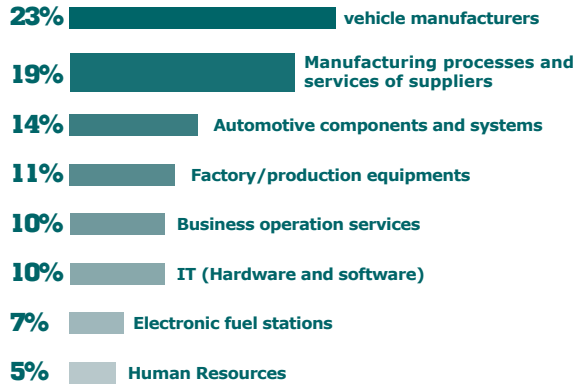 23% vehicle manufacturers
19% Manufacturing processes and
services of suppliers
14% Automotive components and systems
11% Factory/production equipments
10% Business operation services
10% IT (Hardware and software)
7% Electronic fuel stations
5% Human Resources